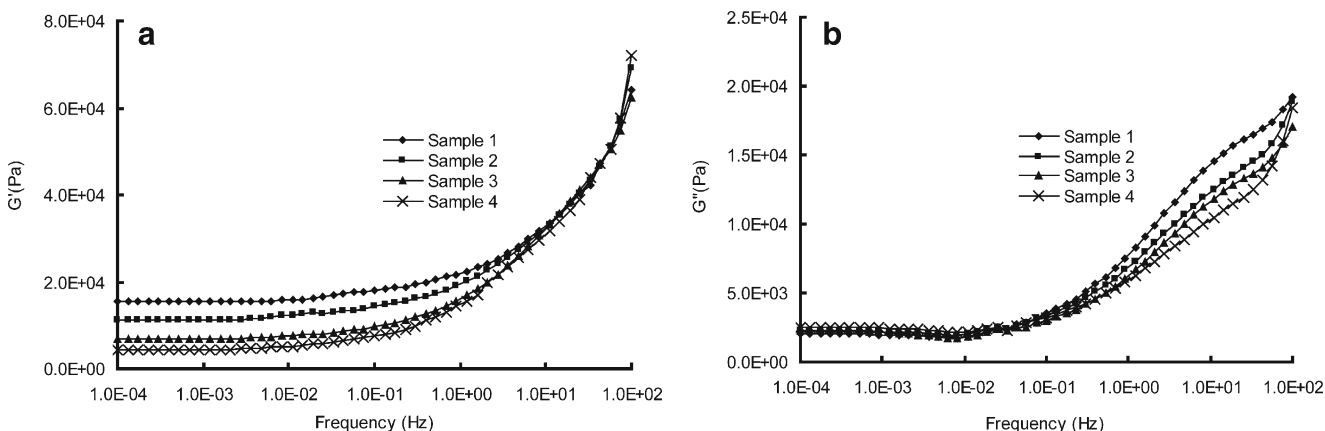 a
8.0E+04
6.0E+04
4.0E+04
2.0E+04
0.0E+00
G'(Pa)
Sample 1
Sample 2
Sample 3
Sample 4
1.0E-04 1.0E-03 1.0E-02 1.0E-01 1.0E+00 1.0E+01 1.0E+02
Frequency (Hz)
b
2.5E+04
2.0E+04
1.5E+04
1.0E+04
5.0E+03
0.0E+00
G"(Pa)
Sample 1
Sample 2
Sample 3
Sample 4
1.0E-04 1.0E-03 1.0E-02 1.0E-01 1.0E+00 1.0E+01 1.0E+02
Frequency (Hz)